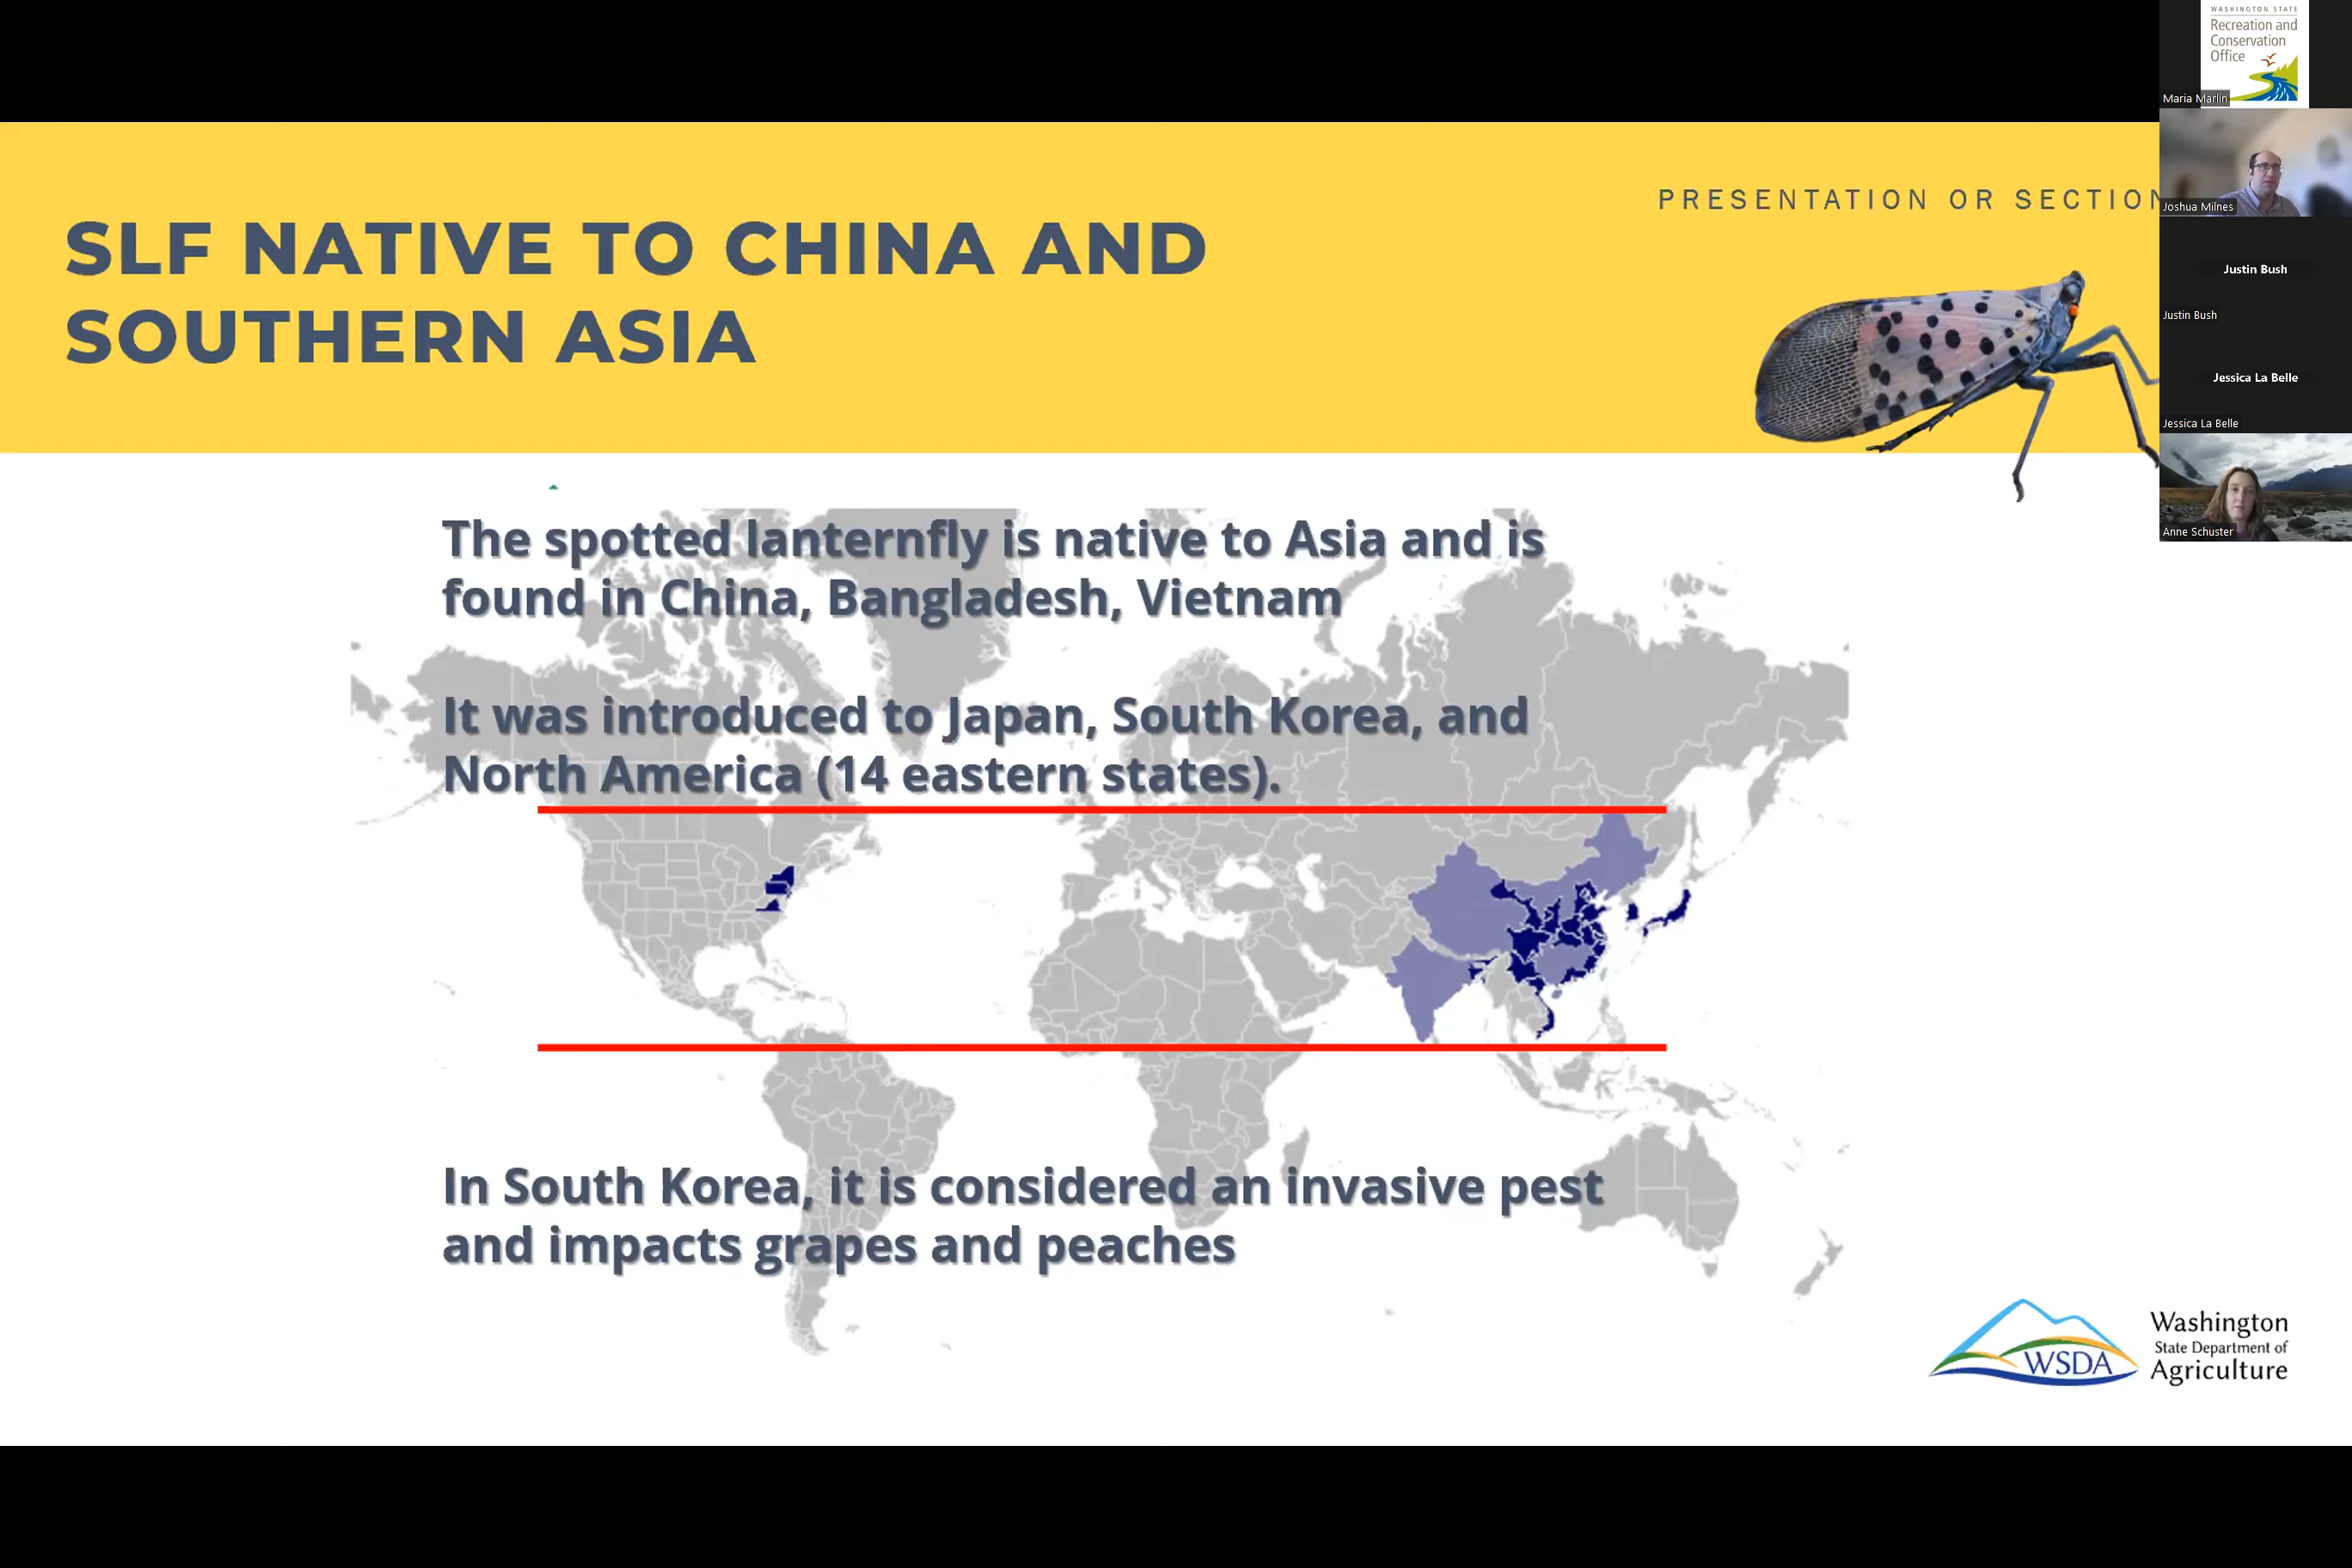 SLF NATIVE TO CHINA AND
SOUTHERN ASIA
PRESENTATION OR SECTION
The spotted lanternfly is native to Asia and is
found in China, Bangladesh, Vietnam
It was introduced to Japan, South Korea, and
North America (14 eastern states).
In South Korea, it is considered an invasive pest
and impacts grapes and peaches
WSDA
Washington
State Department of
Agriculture
WASHINGTON STATE
Recreation and
Conservation
Office
Maria Marlin
Joshua Milnes
Justin Bush
Justin Bush
Jessica La Belle
Jessica La Belle
Anne Schuster